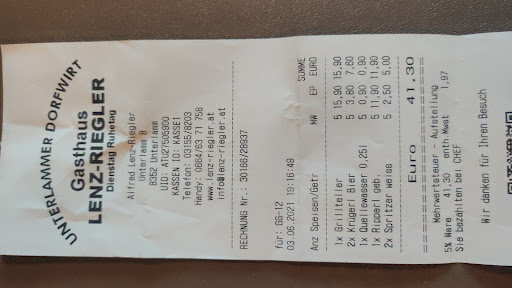 UNTERLAMMER DORFWIRT
Gasthaus
LENZ-RIEGLER
Dienstag Ruhetag
Alfred Lenz-Riegler
Unterlamm 8
8352 Unterlamm
UID: ATU27505900
KASSEN ID: KASSE1
Telefon: 03155/8203
Handy: 0664/63 71 758
www.lenz-riegler.at
info@lenz-riegler.at
RECHNUNG Nr.: 30166/28937
für: GG-12
03.06.2021 19:16:49
SUMME
Anz Speisen/Getr MW EP EURO
1x Grillteller 5 15,90 15,90
2x Krügerl Bier 5 3,80 7,60
1x Quellewasser 0,25l 5 0,90 0,90
1x Ripperl geb. 5 11,90 11,90
2x Spritzer weiss 5 2,50 5,00
Euro 41.30
Mehrwertsteuer - Aufstellung
5% Ware 41,30 enth.Mwst 1,97
Sie bezahlten bei CHEF
Wir danken für Ihren Besuch